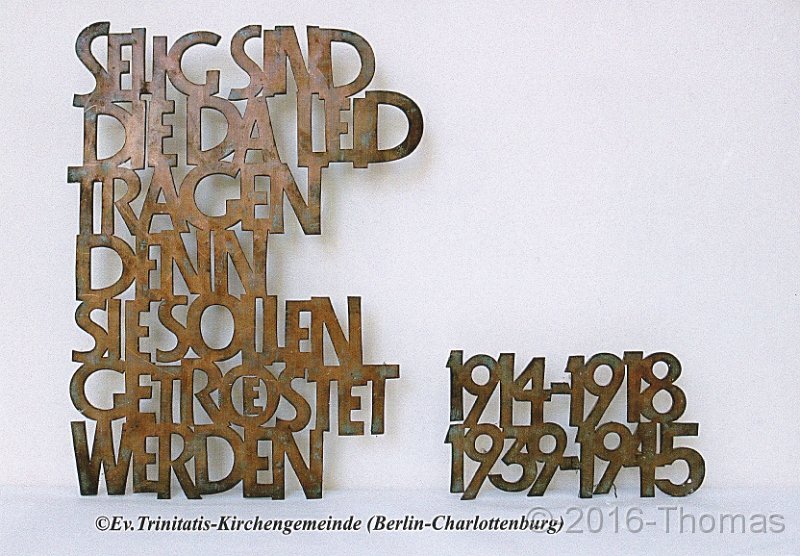 SELIG SIND
DIE DA LEID
TRAGEN
DENN
SIE SOLLEN
GETROESTET
WERDEN
1914-1918
1939-1945
©Ev.Trinitatis-Kirchengemeinde (Berlin-Charlottenburg)
© 2016-Thomas